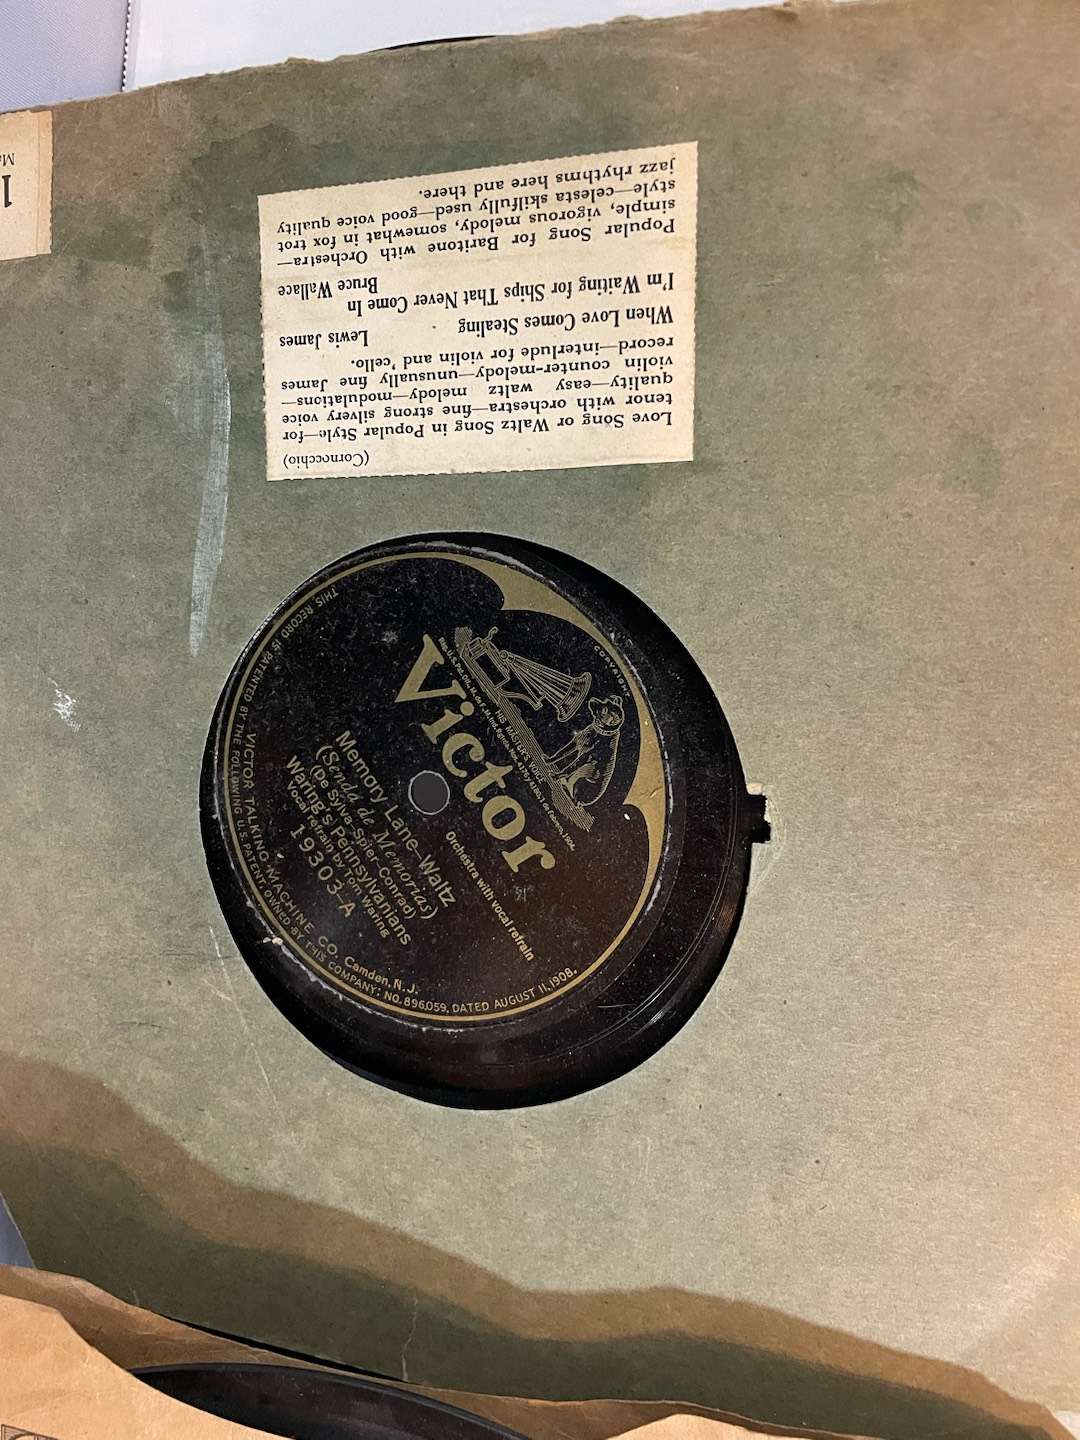 (Cornocchio)
Love Song or Waltz Song in Popular Style—for
tenor with orchestra—fine strong silvery voice
quality—easy waltz melody—modulations—
violin counter-melody—unusually fine James
record—interlude for violin and 'cello.
When Love Comes Stealing Lewis James
I'm Waiting for Ships That Never Come In
Bruce Wallace
Popular Song for Baritone with Orchestra—
simple, vigorous melody, somewhat in fox trot
style—celesta skilfully used—good voice quality
jazz rhythms here and there.
COPYRIGHT
HIS MASTER'S VOICE
Victor
Orchestra with vocal refrain
Memory Lane—Waltz
(Senda de Memorias)
(De Sylva-Spier-Conrad)
Waring's Pennsylvanians
Vocal refrain by Tom Waring
19303-A
VICTOR TALKING MACHINE CO. Camden, N.J.
THIS RECORD IS PATENTED BY THE FOLLOWING U.S. PATENT, OWNED BY THIS COMPANY: NO. 896,059, DATED AUGUST 11, 1908.